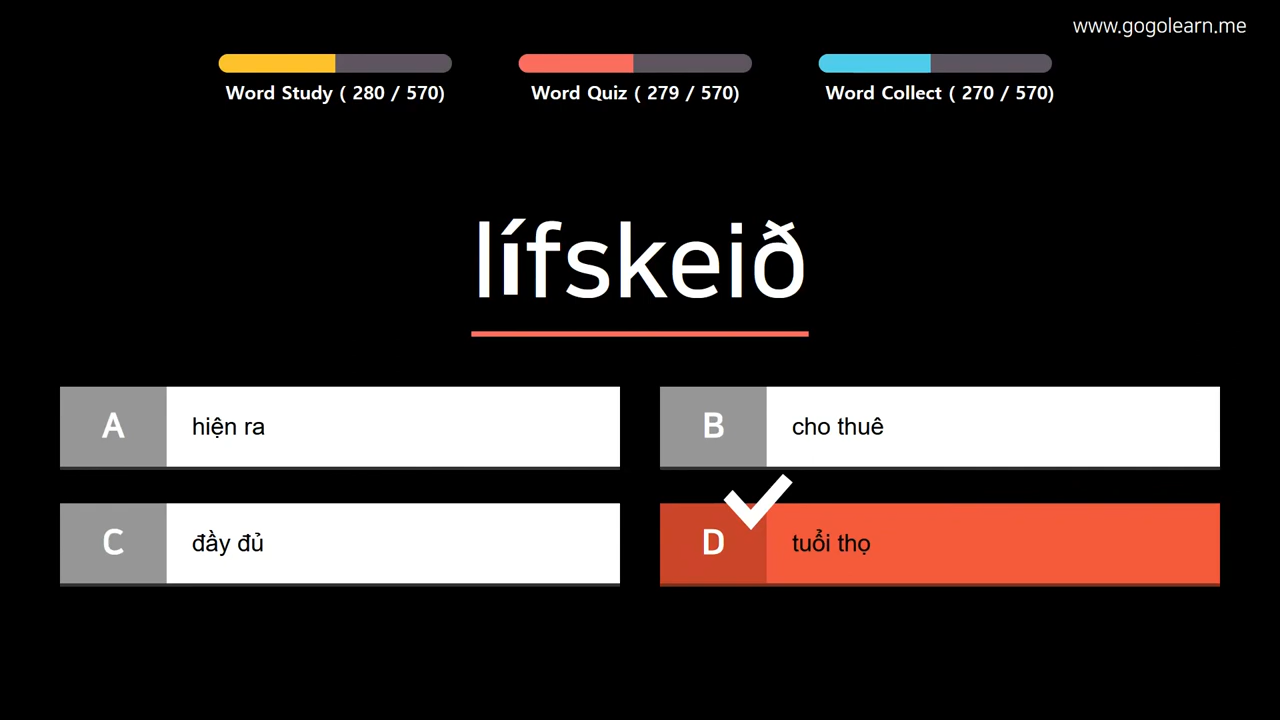 www.gogolearn.me
Word Study ( 280 / 570)
Word Quiz ( 279 / 570)
Word Collect ( 270 / 570)
lífskeið
A
hiện ra
B
cho thuê
C
đầy đủ
D
tuổi thọ